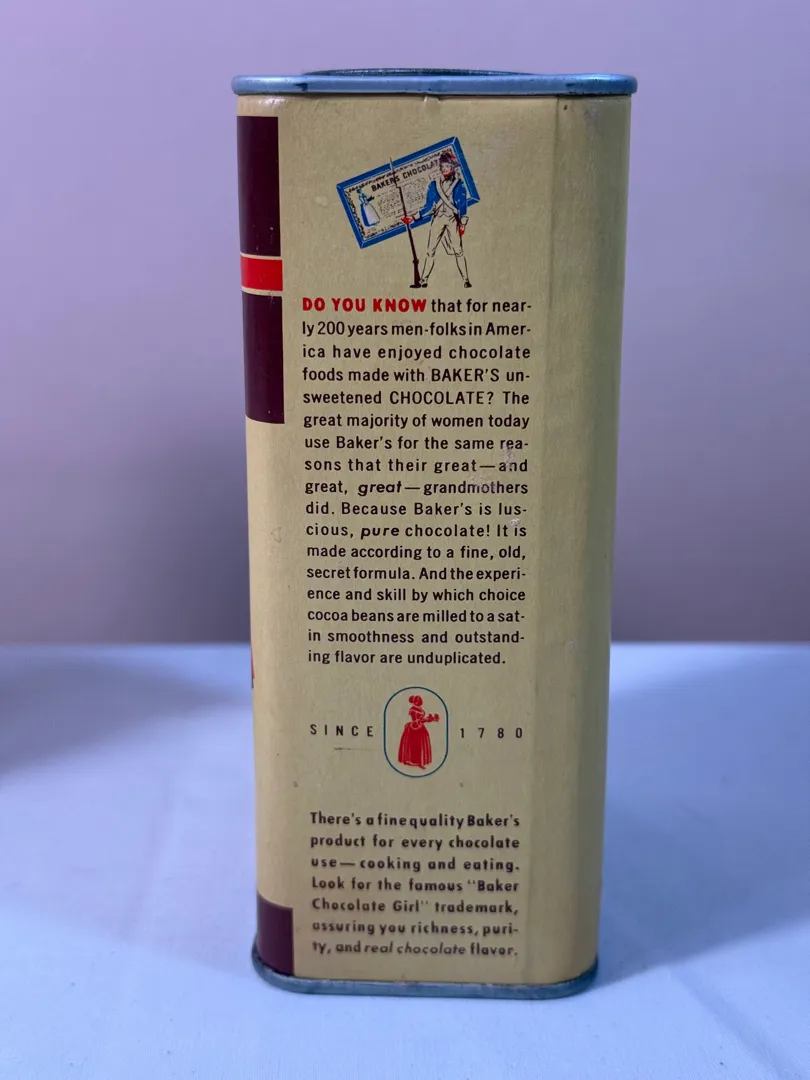 BAKER'S CHOCOLATE
DO YOU KNOW that for near-
ly 200 years men-folks in Amer-
ica have enjoyed chocolate
foods made with BAKER'S un-
sweetened CHOCOLATE? The
great majority of women today
use Baker's for the same rea-
sons that their great—and
great, great—grandmothers
did. Because Baker's is lus-
cious, pure chocolate! It is
made according to a fine, old,
secret formula. And the experi-
ence and skill by which choice
cocoa beans are milled to a sat-
in smoothness and outstand-
ing flavor are unduplicated.
SINCE 1780
There's a fine quality Baker's
product for every chocolate
use—cooking and eating.
Look for the famous "Baker
Chocolate Girl" trademark,
assuring you richness, puri-
ty, and real chocolate flavor.